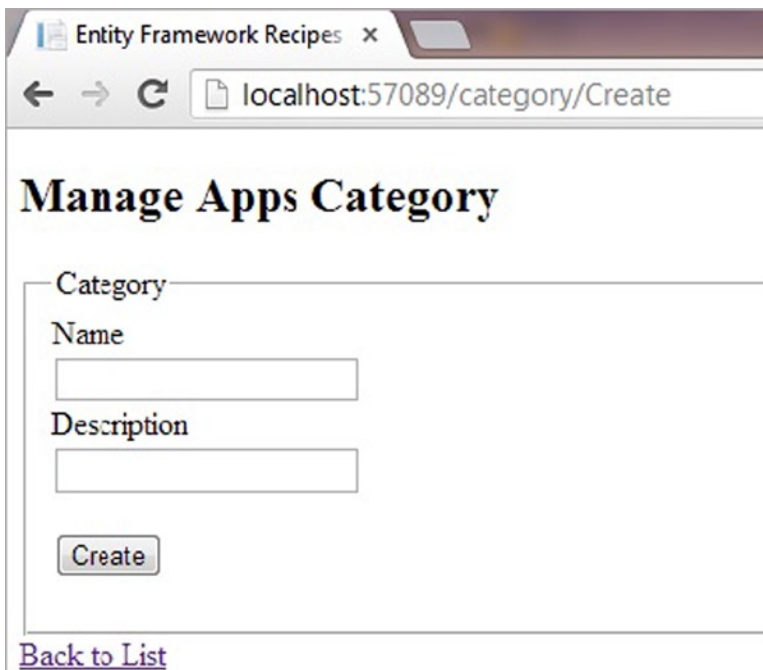 Entity Framework Recipes
localhost:57089/category/Create
Manage Apps Category
Category
Name
Description
Create
Back to List